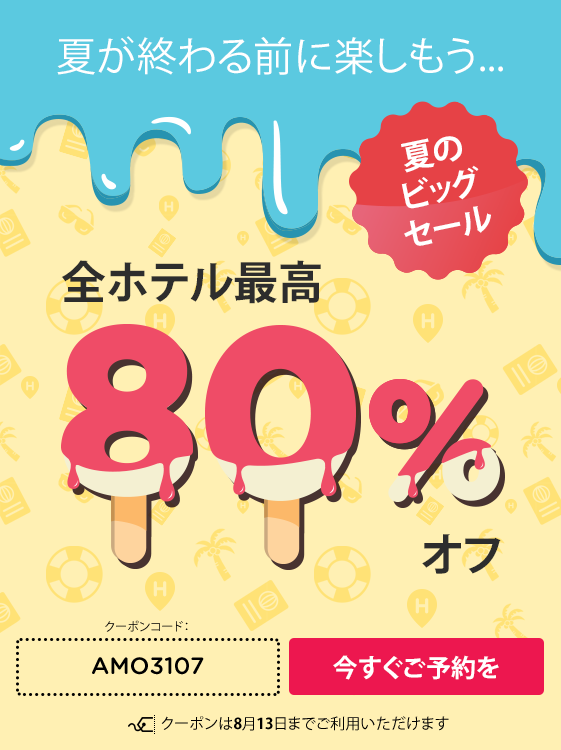 夏が終わる前に楽しもう...
夏の
ビッグ
セール
全ホテル最高
80%
オフ
クーポンコード:
AMO3107
今すぐご予約を
クーポンは8月13日までご利用いただけます